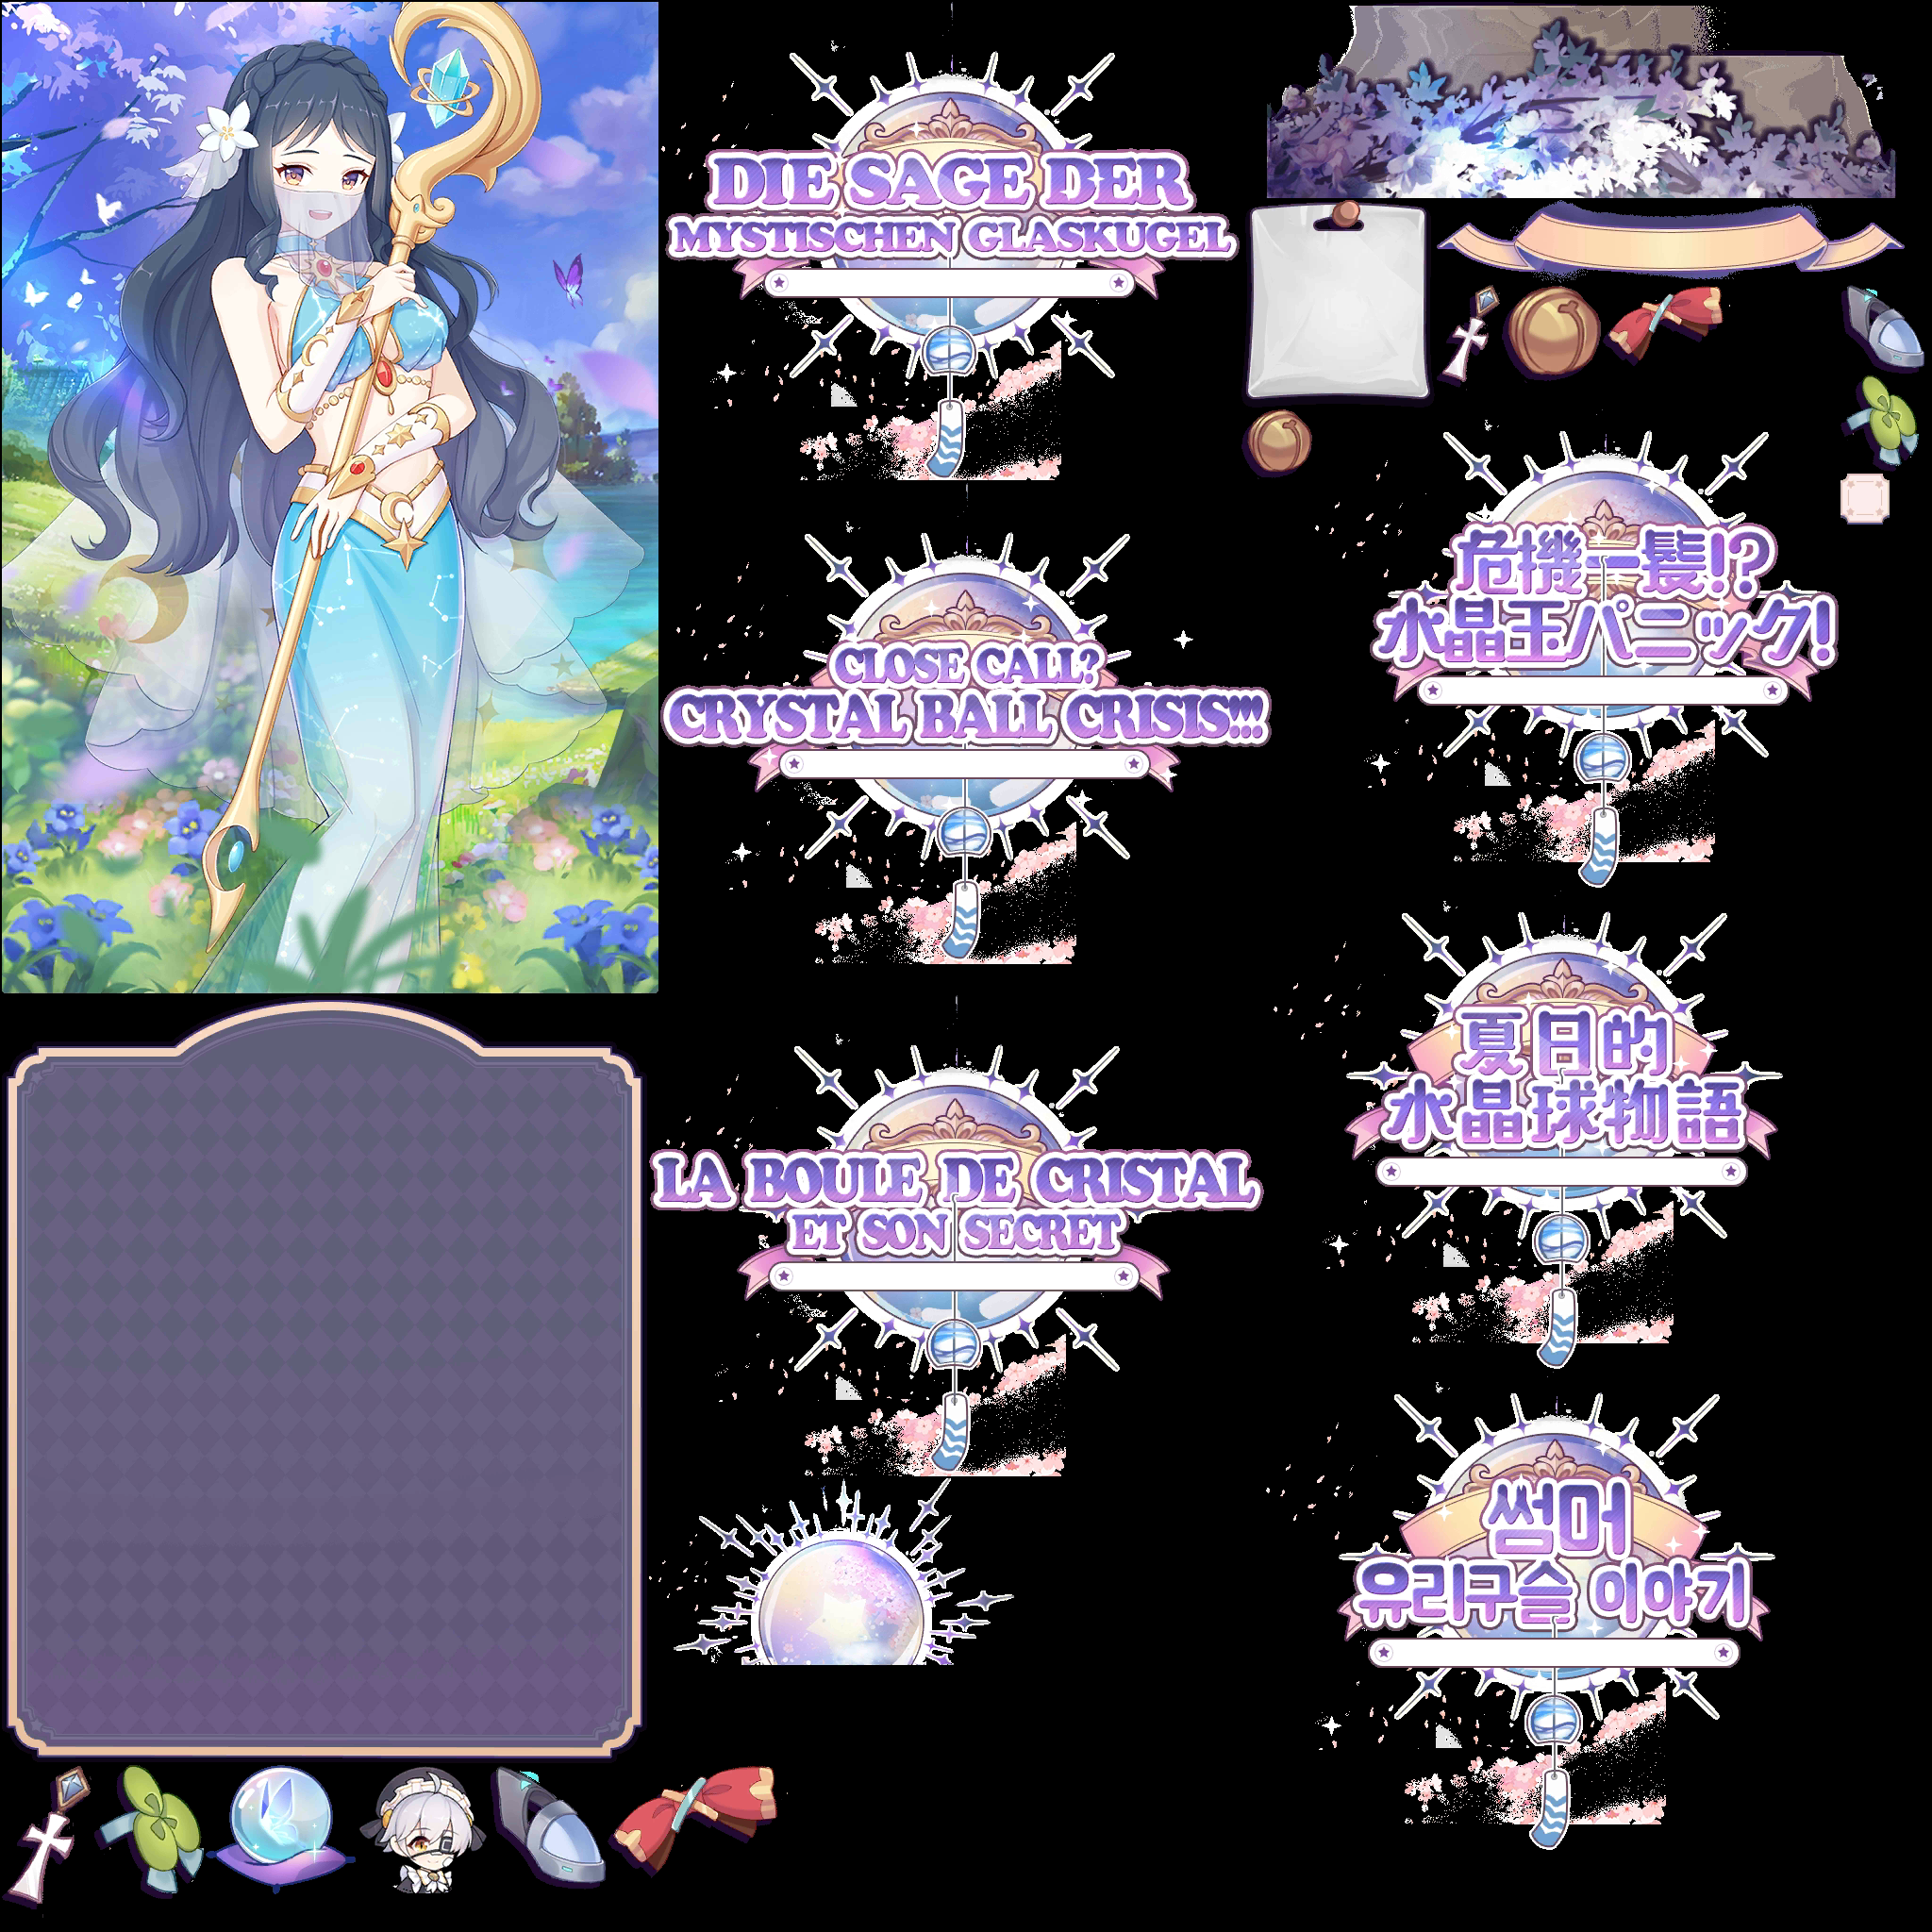 DIE SAGE DER
MYSTISCHEN GLASKUGEL
CLOSE CALL?
CRYSTAL BALL CRISIS!!!
LA BOULE DE CRISTAL
ET SON SECRET
危機一髪!?
水晶玉パニック!
夏日的
水晶球物語
썸머
유리구슬 이야기